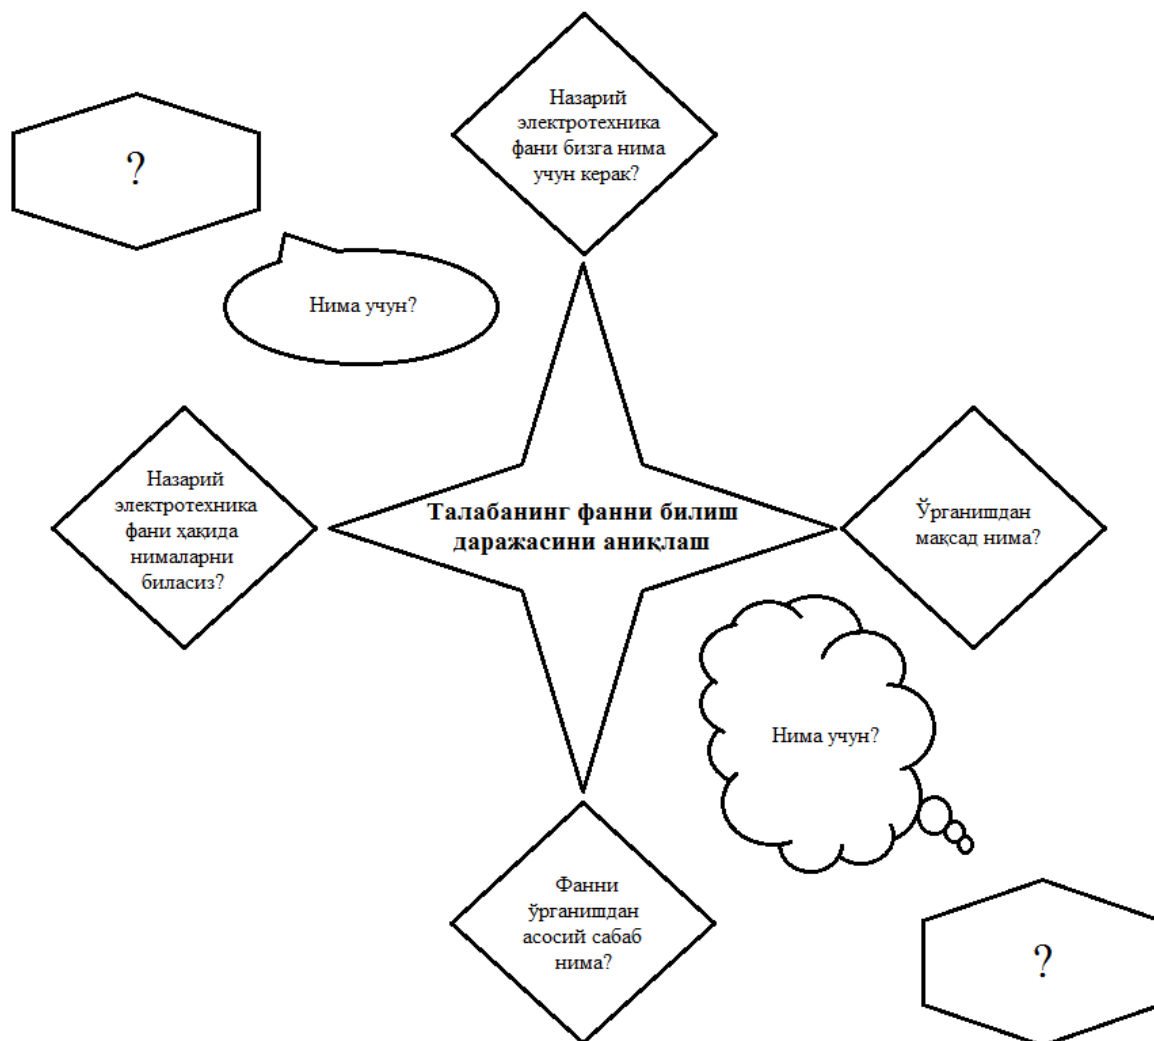 Назарий
электротехника
фани бизга нима
учун керак?
?
Нима учун?
Назарий
электротехника
фани ҳақида
нималарни
биласиз?
Талабанинг фанни билиш
даражасини аниқлаш
Ўрганишдан
мақсад нима?
Нима учун?
Фанни
ўрганишдан
асосий сабаб
нима?
?